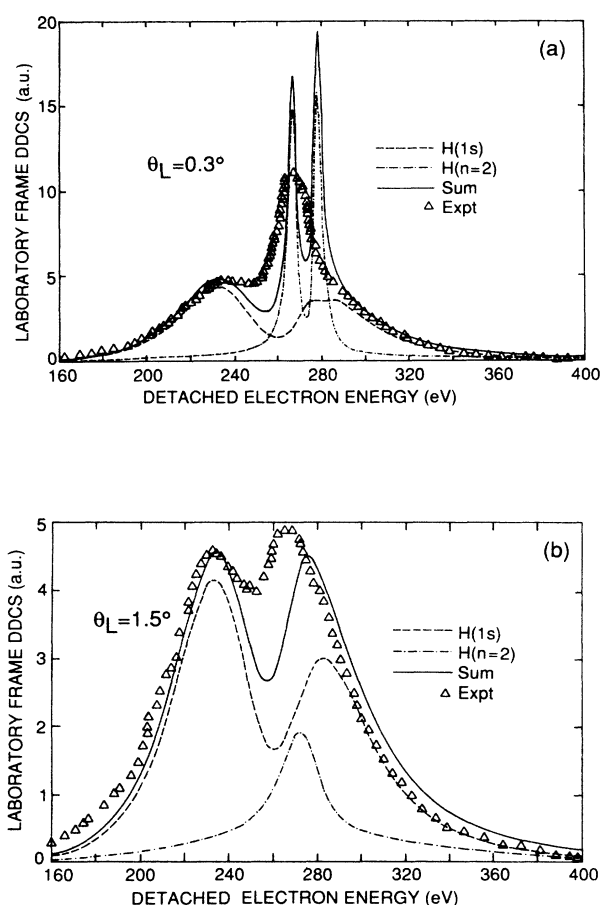 (a)
LABORATORY FRAME DDCS (a.u.)
20
15
10
5
0
θL=0.3°
H(1s)
H(n=2)
Sum
Expt
160 200 240 280 320 360 400
DETACHED ELECTRON ENERGY (eV)
(b)
LABORATORY FRAME DDCS (a.u.)
5
4
3
2
1
0
θL=1.5°
H(1s)
H(n=2)
Sum
Expt
160 200 240 280 320 360 400
DETACHED ELECTRON ENERGY (eV)